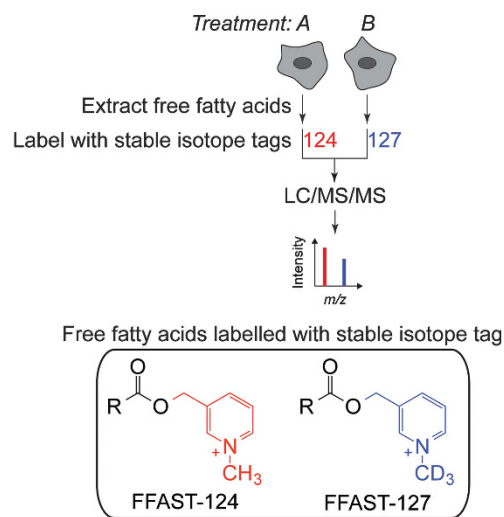 Treatment: A B
Extract free fatty acids
Label with stable isotope tags 124 127
LC/MS/MS
Intensity
m/z
Free fatty acids labelled with stable isotope tag
O O
R O R O
N + N +
CH3 CD3
FFAST-124 FFAST-127